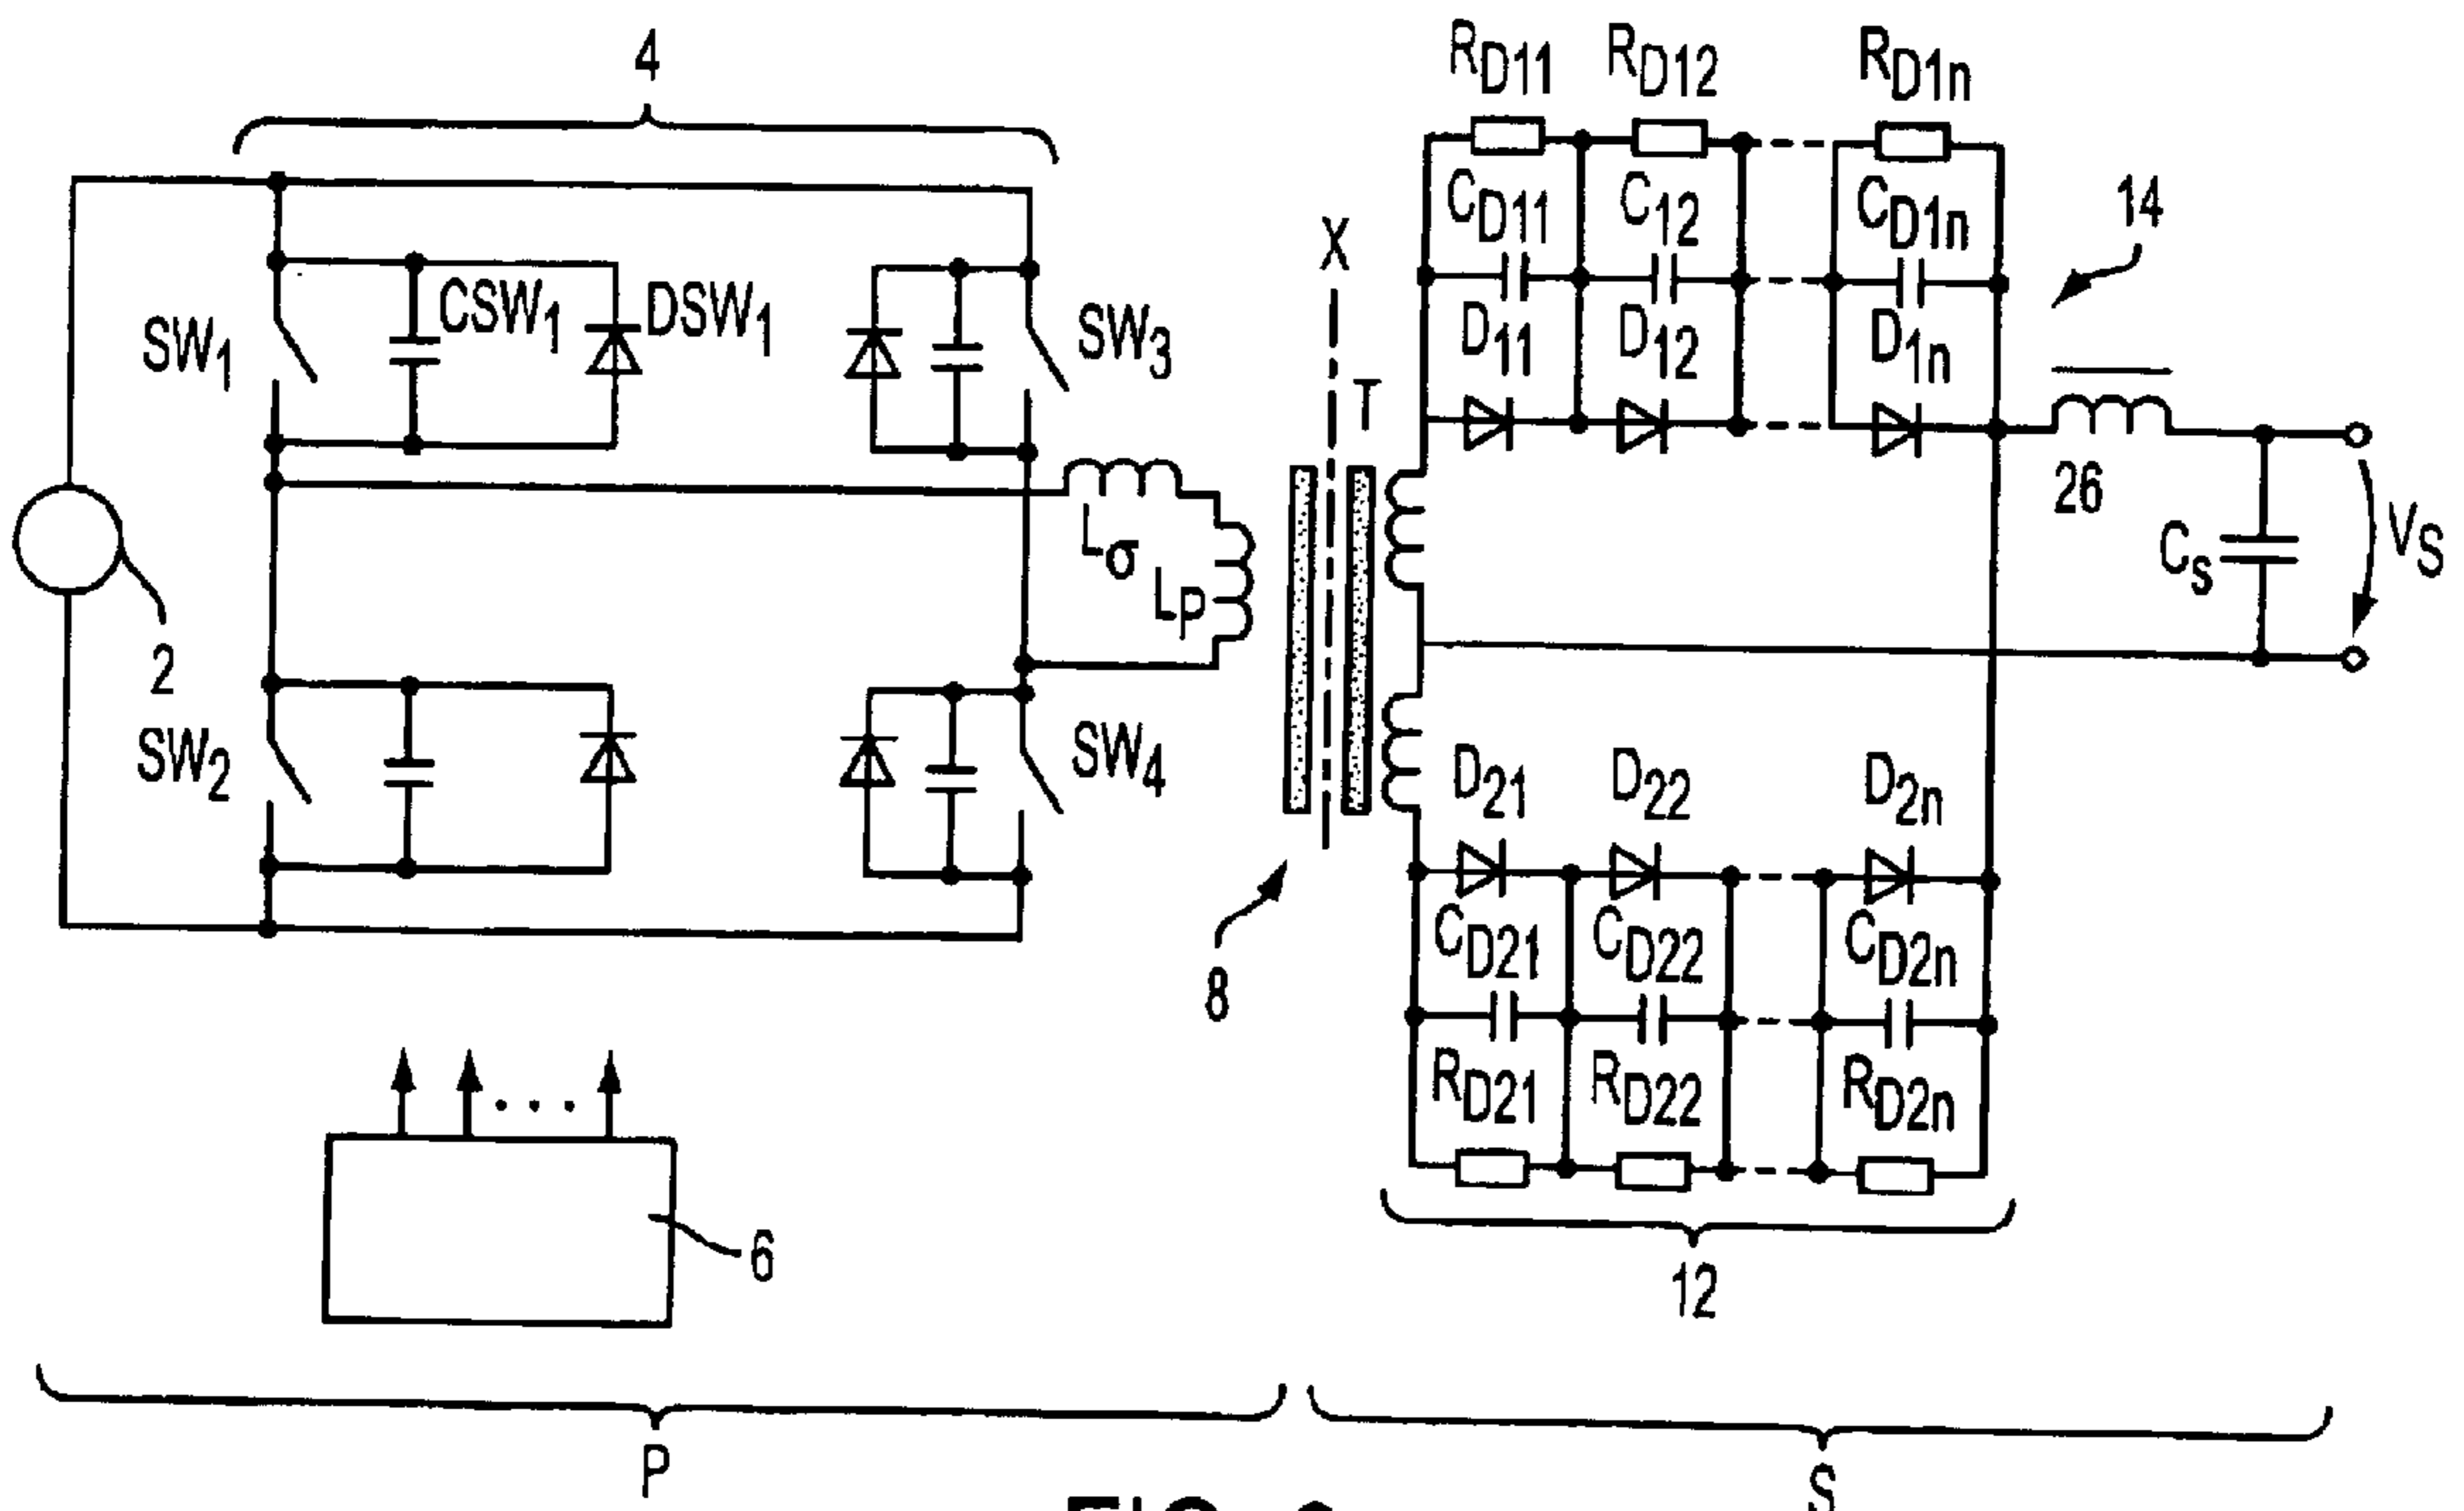 4
R_D11 R_D12 R_D1n
C_D11 C_12 C_D1n
14
X
SW_1 CSW_1 DSW_1 SW_3
D_11 D_12 D_1n
T
L_σ
26
L_P
C_s
V_S
2
SW_2 SW_4
D_21 D_22 D_2n
C_D21 C_D22 C_D2n
8
R_D21 R_D22 R_D2n
6
12
P
S